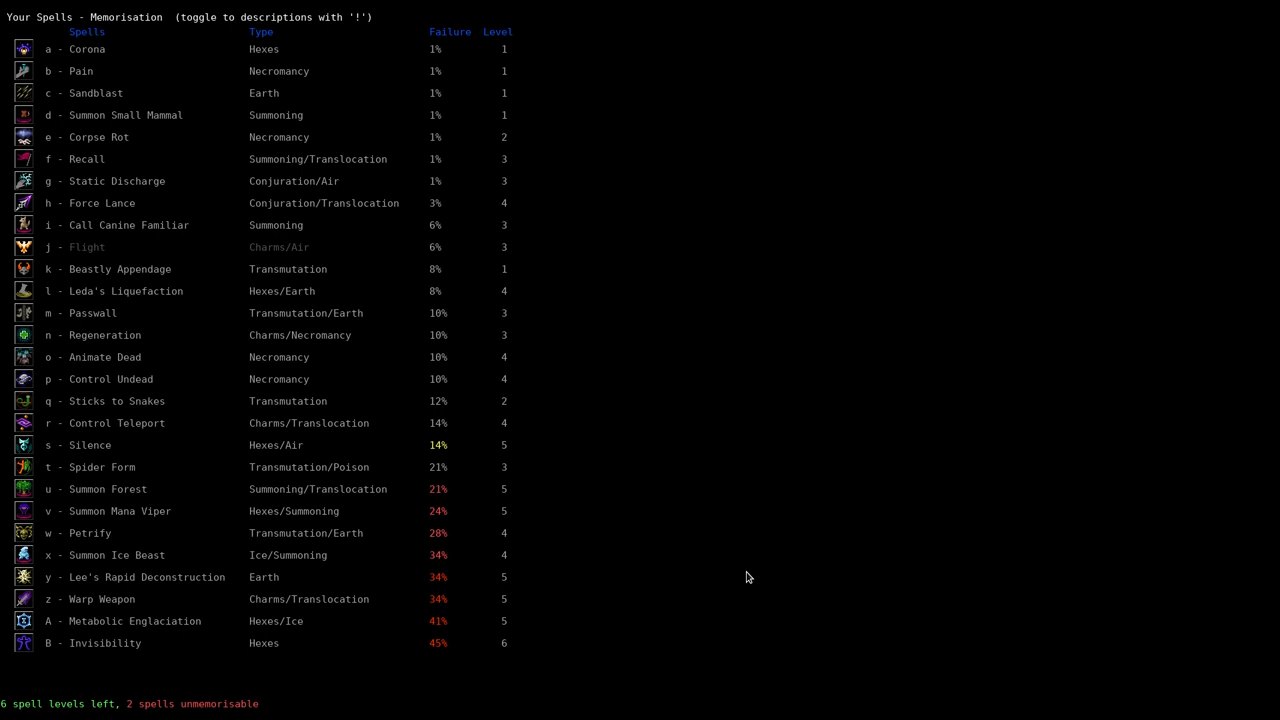 Your Spells - Memorisation  (toggle to descriptions with '!')
Spells Type Failure Level
a - Corona Hexes 1% 1
b - Pain Necromancy 1% 1
c - Sandblast Earth 1% 1
d - Summon Small Mammal Summoning 1% 1
e - Corpse Rot Necromancy 1% 2
f - Recall Summoning/Translocation 1% 3
g - Static Discharge Conjuration/Air 1% 3
h - Force Lance Conjuration/Translocation 3% 4
i - Call Canine Familiar Summoning 6% 3
j - Flight Charms/Air 6% 3
k - Beastly Appendage Transmutation 8% 1
l - Leda's Liquefaction Hexes/Earth 8% 4
m - Passwall Transmutation/Earth 10% 3
n - Regeneration Charms/Necromancy 10% 3
o - Animate Dead Necromancy 10% 4
p - Control Undead Necromancy 10% 4
q - Sticks to Snakes Transmutation 12% 2
r - Control Teleport Charms/Translocation 14% 4
s - Silence Hexes/Air 14% 5
t - Spider Form Transmutation/Poison 21% 3
u - Summon Forest Summoning/Translocation 21% 5
v - Summon Mana Viper Hexes/Summoning 24% 5
w - Petrify Transmutation/Earth 28% 4
x - Summon Ice Beast Ice/Summoning 34% 4
y - Lee's Rapid Deconstruction Earth 34% 5
z - Warp Weapon Charms/Translocation 34% 5
A - Metabolic Englaciation Hexes/Ice 41% 5
B - Invisibility Hexes 45% 6
6 spell levels left, 2 spells unmemorisable